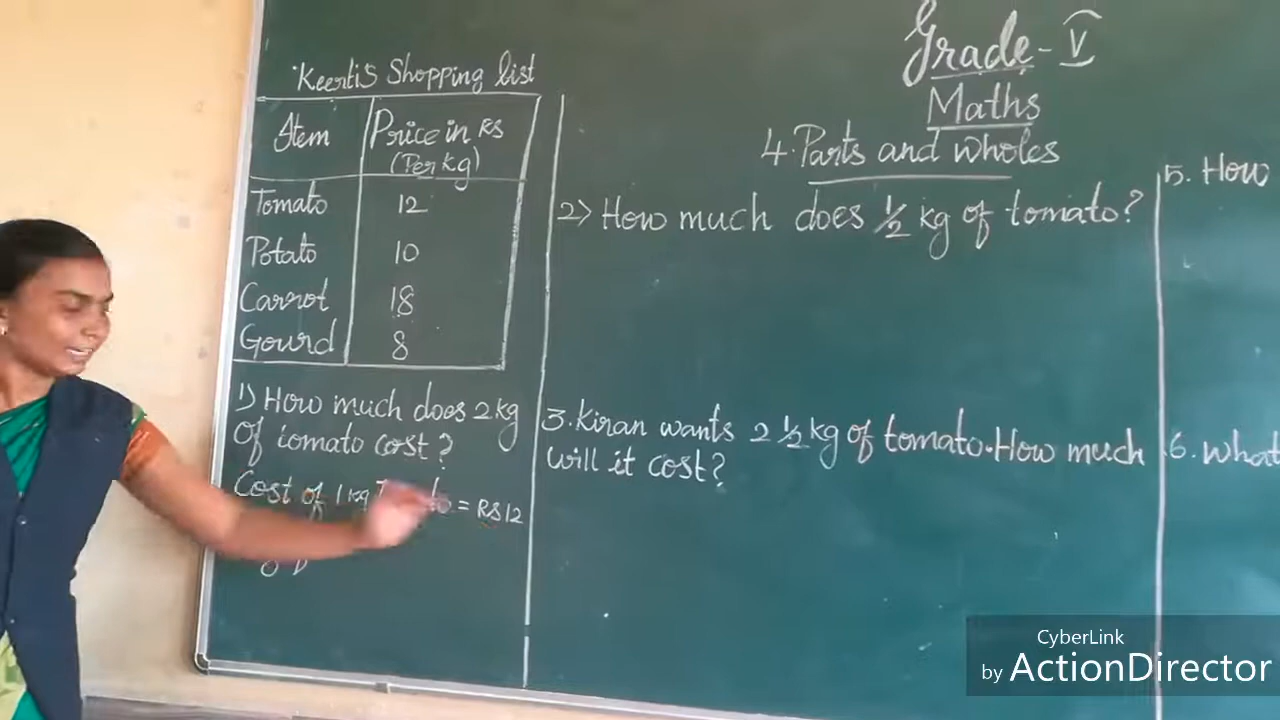 Grade - V
Maths
4. Parts and wholes
Keerti's Shopping list
Item Price in Rs
(Per kg)
Tomato 12
Potato 10
Carrot 18
Gourd 8
1) How much does 2 kg
of tomato cost?
Cost of 1 kg = RS 12
2) How much does 1/2 kg of tomato?
3. Kiran wants 2 1/2 kg of tomato. How much
will it cost?
5. How
6. What
CyberLink
by ActionDirector